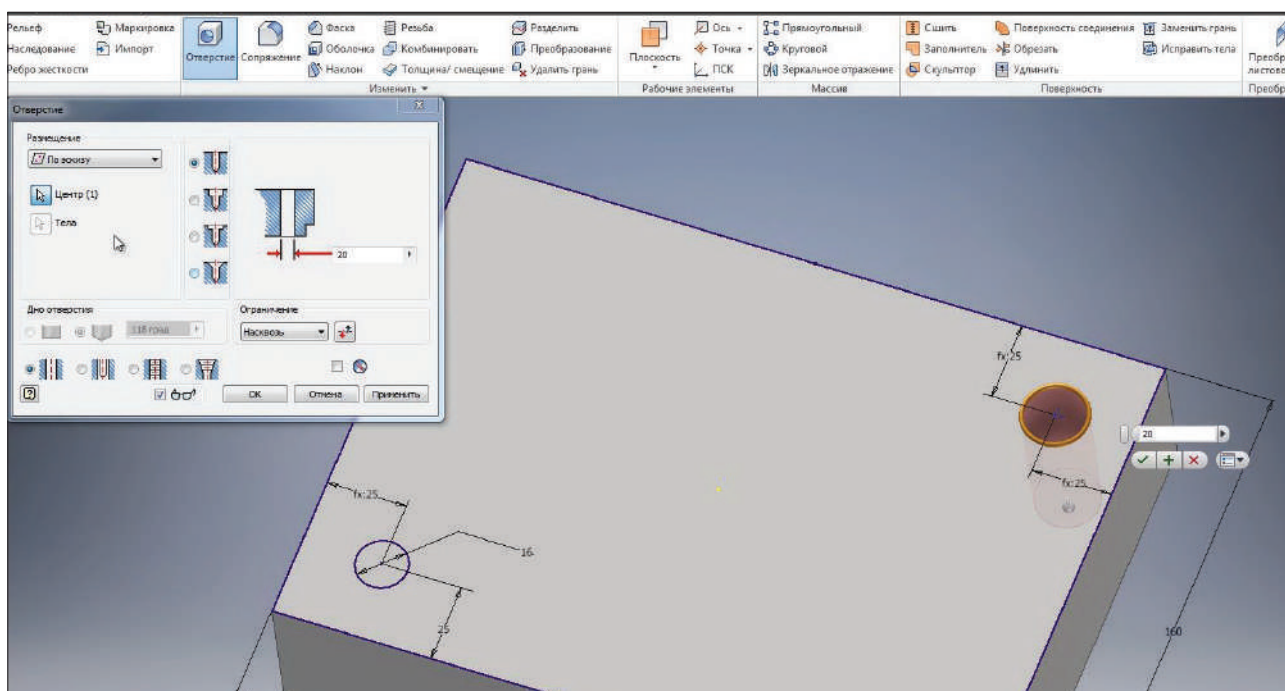 Рельеф
Маркировка
Наследование
Импорт
Ребро жесткости
Отверстие
Сопряжение
Фаска
Резьба
Разделить
Оболочка
Комбинировать
Преобразование
Наклон
Толщина/ смещение
Удалить грань
Изменить
Плоскость
Ось
Точка
ПСК
Рабочие элементы
Прямоугольный
Круговой
Зеркальное отражение
Массив
Сшить
Поверхность соединения
Заменить грань
Заполнитель
Обрезать
Исправить тела
Скульптор
Удлинить
Поверхность
Отверстие
Размещение
По эскизу
Центр (1)
Тела
20
Дно отверстия
118 град
Ограничение
Насквозь
ОК
Отмена
Применить
fx:25
20
fx:25
fx:25
16
25
160